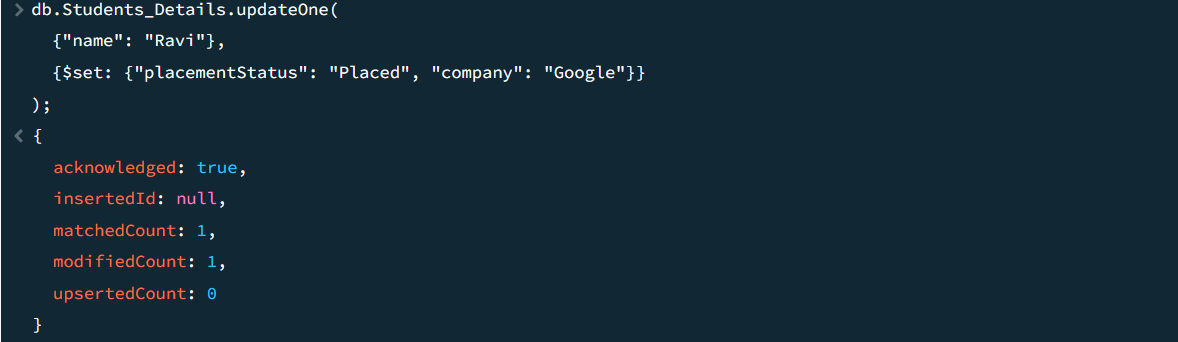 > db.Students_Details.updateOne(
{"name": "Ravi"},
{$set: {"placementStatus": "Placed", "company": "Google"}}
);
< {
acknowledged: true,
insertedId: null,
matchedCount: 1,
modifiedCount: 1,
upsertedCount: 0
}